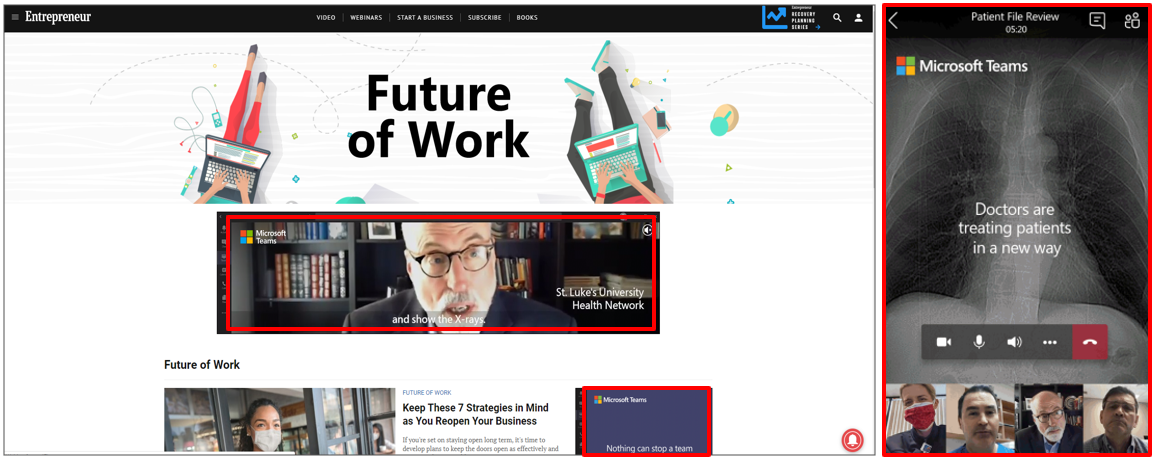 Entrepreneur
VIDEO
WEBINARS
START A BUSINESS
SUBSCRIBE
BOOKS
Entrepreneur
RECOVERY
PLANNING
SERIES
Future
of Work
Microsoft
Teams
St. Luke's University
Health Network
and show the X-rays.
Future of Work
FUTURE OF WORK
Keep These 7 Strategies in Mind
as You Reopen Your Business
If you're set on staying open long term, it's time to
develop plans to keep the doors open as effectively and
Microsoft Teams
Nothing can stop a team
Patient File Review
05:20
Microsoft Teams
Doctors are
treating patients
in a new way